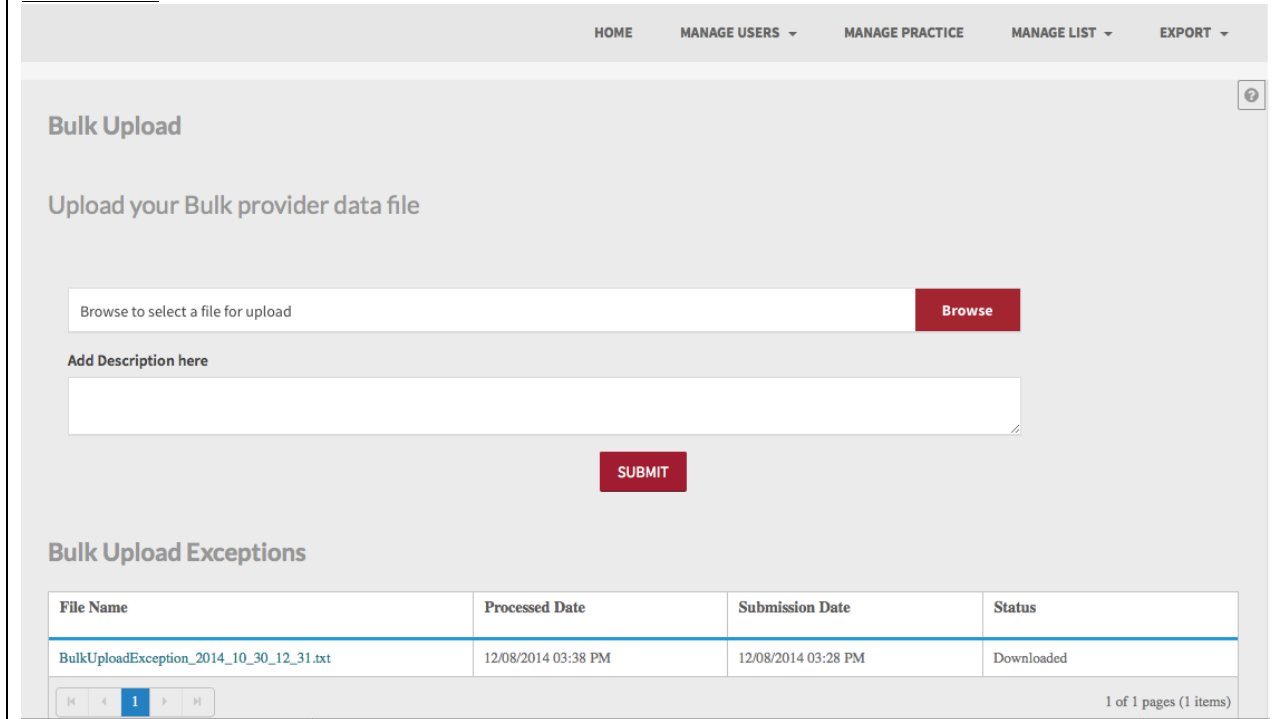 HOME MANAGE USERS MANAGE PRACTICE MANAGE LIST EXPORT
Bulk Upload
Upload your Bulk provider data file
Browse to select a file for upload Browse
Add Description here
SUBMIT
Bulk Upload Exceptions
File Name Processed Date Submission Date Status
BulkUploadException_2014_10_30_12_31.txt 12/08/2014 03:38 PM 12/08/2014 03:28 PM Downloaded
1 1 of 1 pages (1 items)